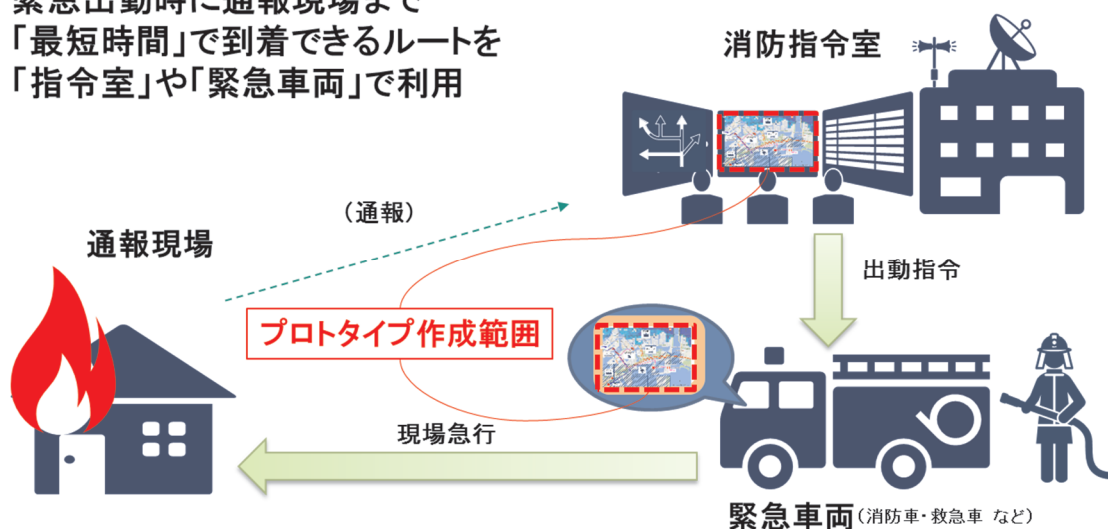 緊急出動時に通報現場まで
「最短時間」で到着できるルートを
「指令室」や「緊急車両」で利用
消防指令室
（通報）
通報現場
出動指令
プロトタイプ作成範囲
現場急行
緊急車両（消防車・救急車 など）